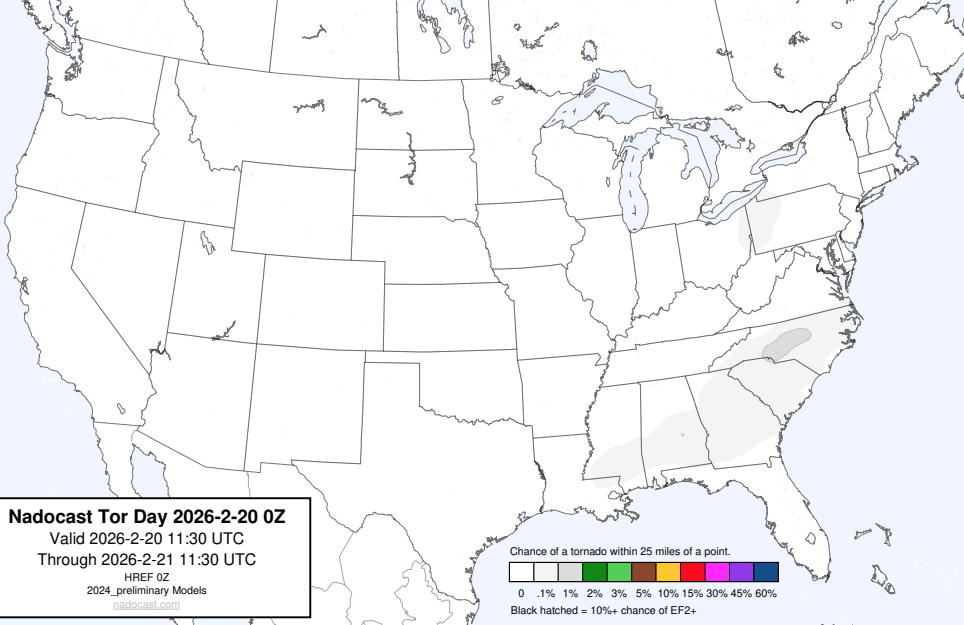 Nadocast Tor Day 2026-2-20 0Z
Valid 2026-2-20 11:30 UTC
Through 2026-2-21 11:30 UTC
HREF 0Z
2024_preliminary Models
nadocast.com
Chance of a tornado within 25 miles of a point.
0 .1% 1% 2% 3% 5% 10% 15% 30% 45% 60%
Black hatched = 10%+ chance of EF2+